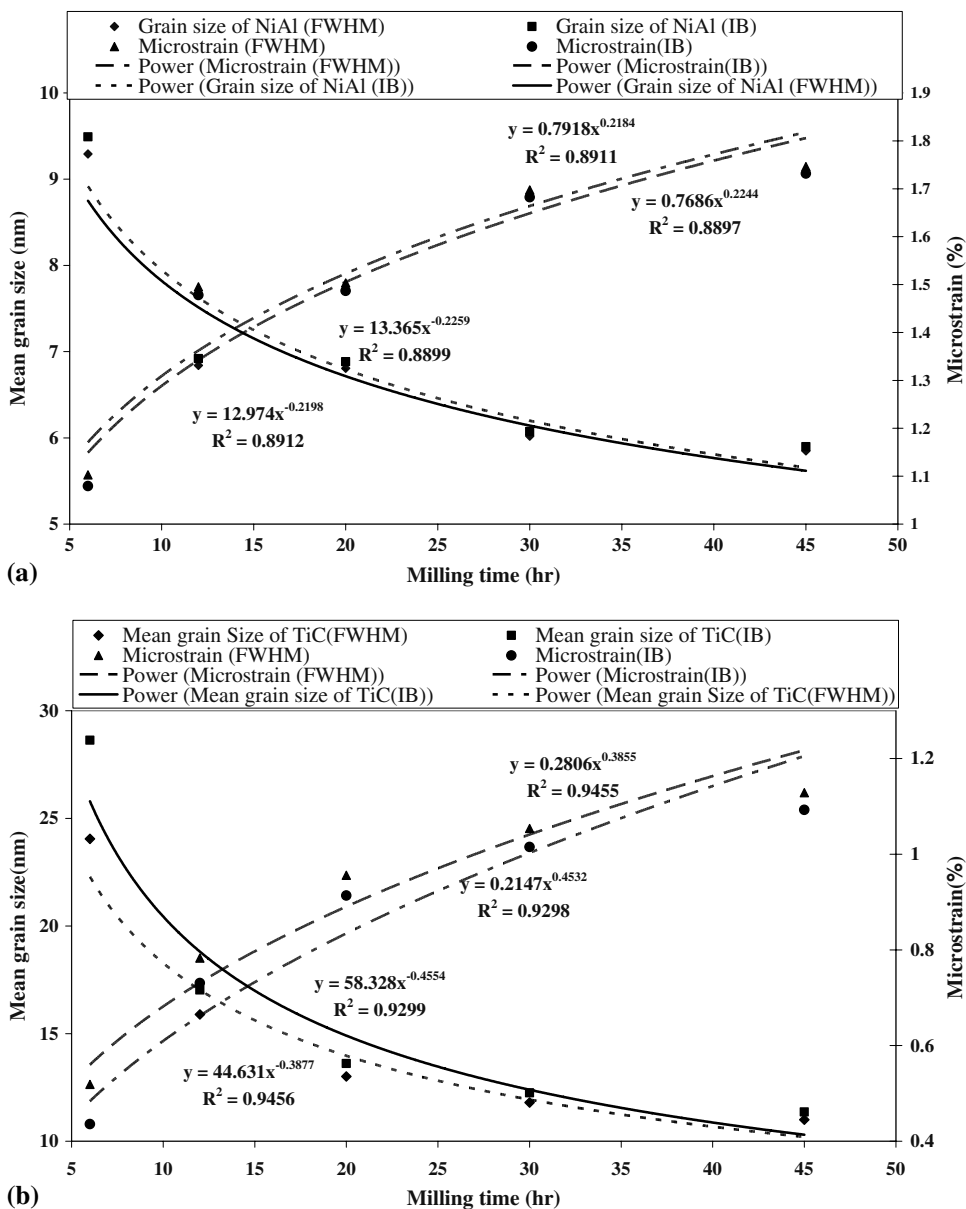 Grain size of NiAl (FWHM) Grain size of NiAl (IB)
Microstrain (FWHM) Microstrain(IB)
Power (Microstrain (FWHM)) Power (Microstrain(IB))
Power (Grain size of NiAl (IB)) Power (Grain size of NiAl (FWHM))
10
9
8
7
6
5
Mean grain size (nm)
y = 0.7918x^0.2184
R² = 0.8911
y = 0.7686x^0.2244
R² = 0.8897
y = 13.365x^-0.2259
R² = 0.8899
y = 12.974x^-0.2198
R² = 0.8912
1.9
1.8
1.7
1.6
1.5
1.4
1.3
1.2
1.1
1
Microstrain (%)
5 10 15 20 25 30 35 40 45 50
Milling time (hr)
(a)
Mean grain Size of TiC(FWHM) Mean grain size of TiC(IB)
Microstrain (FWHM) Microstrain(IB)
Power (Microstrain (FWHM)) Power (Microstrain(IB))
Power (Mean grain size of TiC(IB)) Power (Mean grain Size of TiC(FWHM))
30
25
20
15
10
Mean grain size(nm)
y = 0.2806x^0.3855
R² = 0.9455
y = 0.2147x^0.4532
R² = 0.9298
y = 58.328x^-0.4554
R² = 0.9299
y = 44.631x^-0.3877
R² = 0.9456
1.2
1
0.8
0.6
0.4
Microstrain(%)
5 10 15 20 25 30 35 40 45 50
Milling time (hr)
(b)